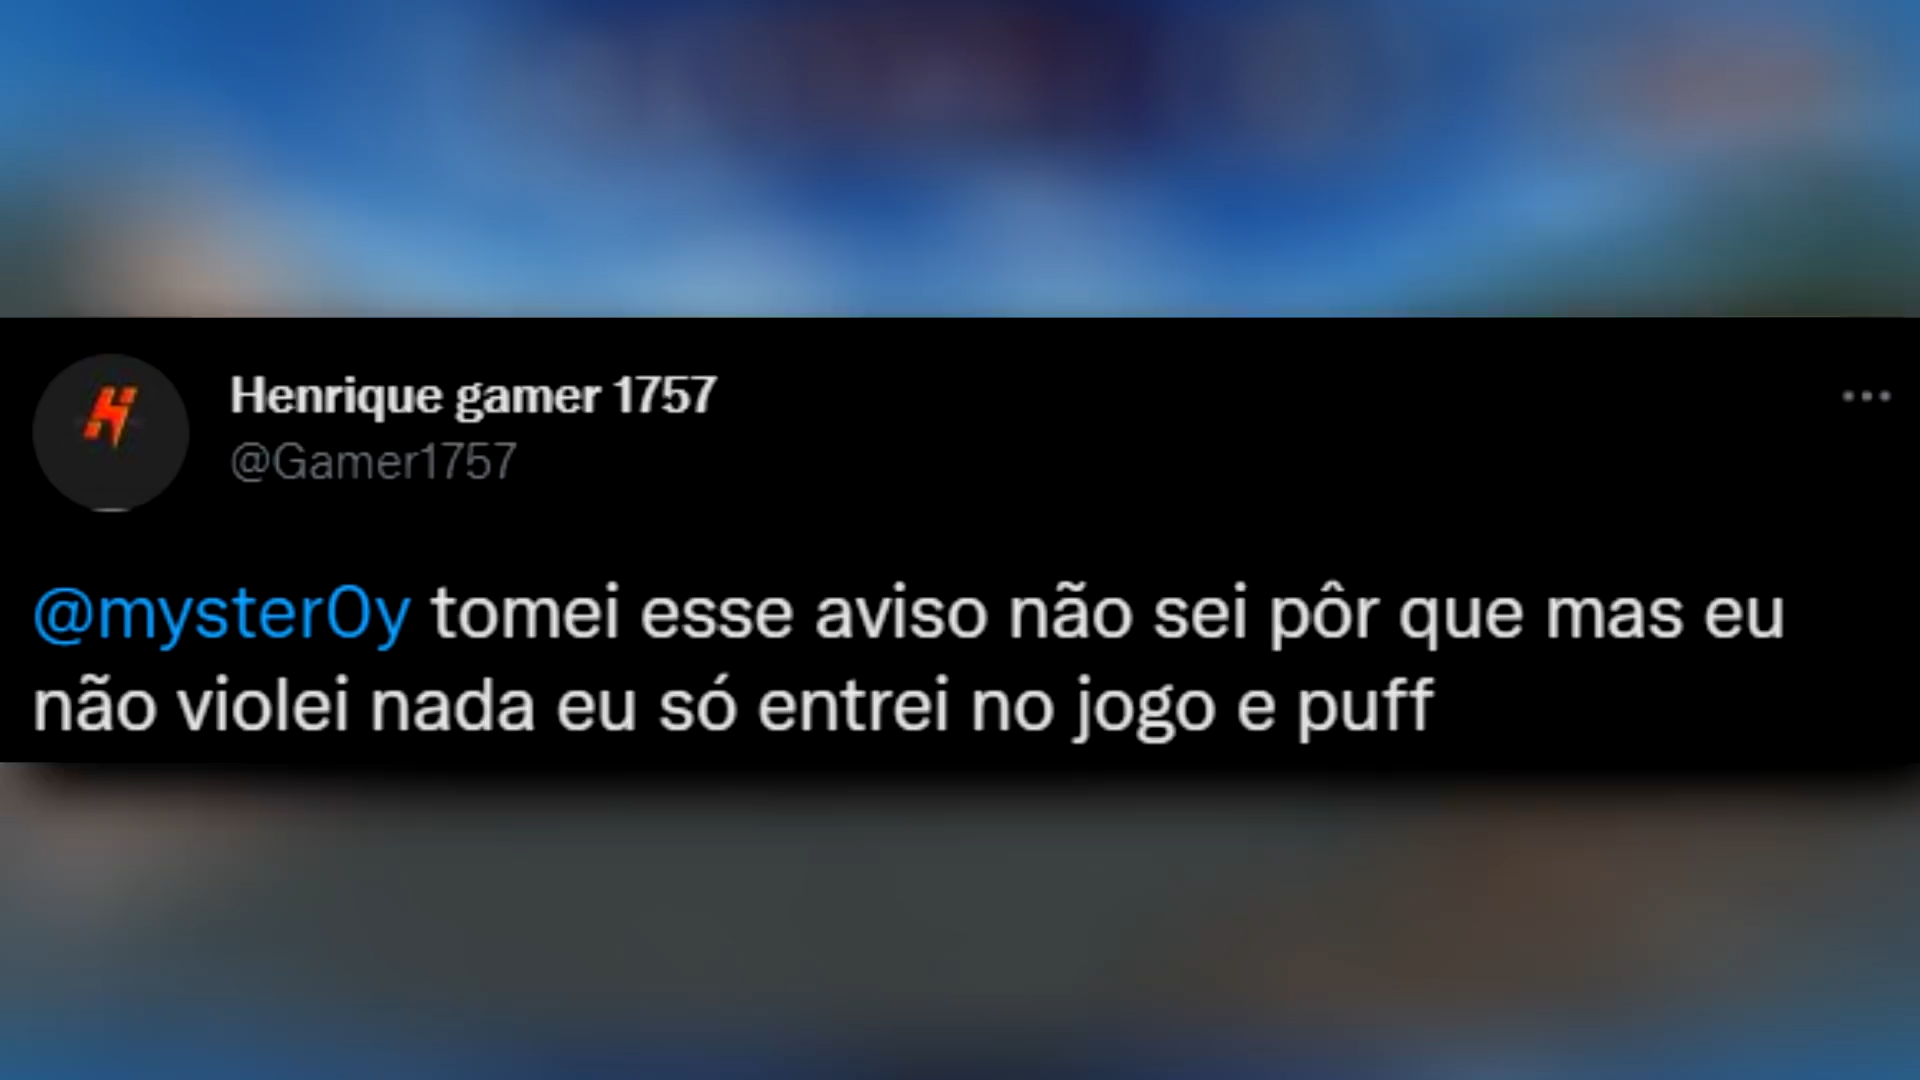 Henrique gamer 1757
@Gamer1757
@myster0y tomei esse aviso não sei pôr que mas eu
não violei nada eu só entrei no jogo e puff